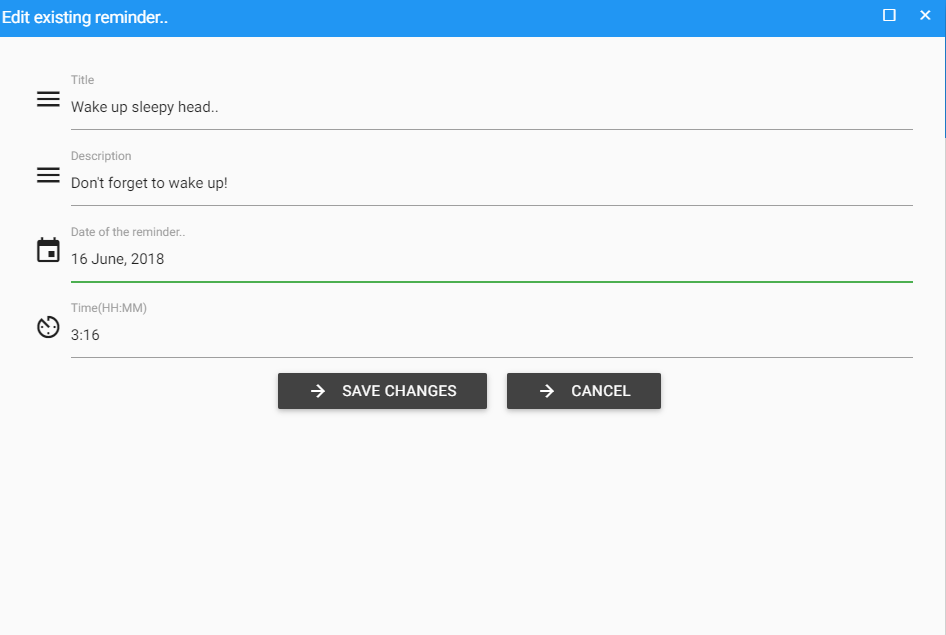 Edit existing reminder..
Title
Wake up sleepy head..
Description
Don't forget to wake up!
Date of the reminder..
16 June, 2018
Time(HH:MM)
3:16
SAVE CHANGES
CANCEL